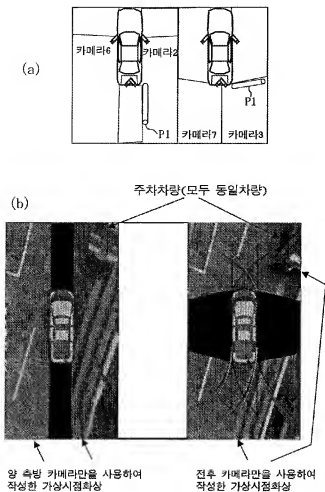 (a)
카메라6
카메라2
P1
카메라7
카메라3
P1
(b)
주차차량(모두 동일차량)
양 측방 카메라만을 사용하여
작성한 가상시점화상
전후 카메라만을 사용하여
작성한 가상시점화상